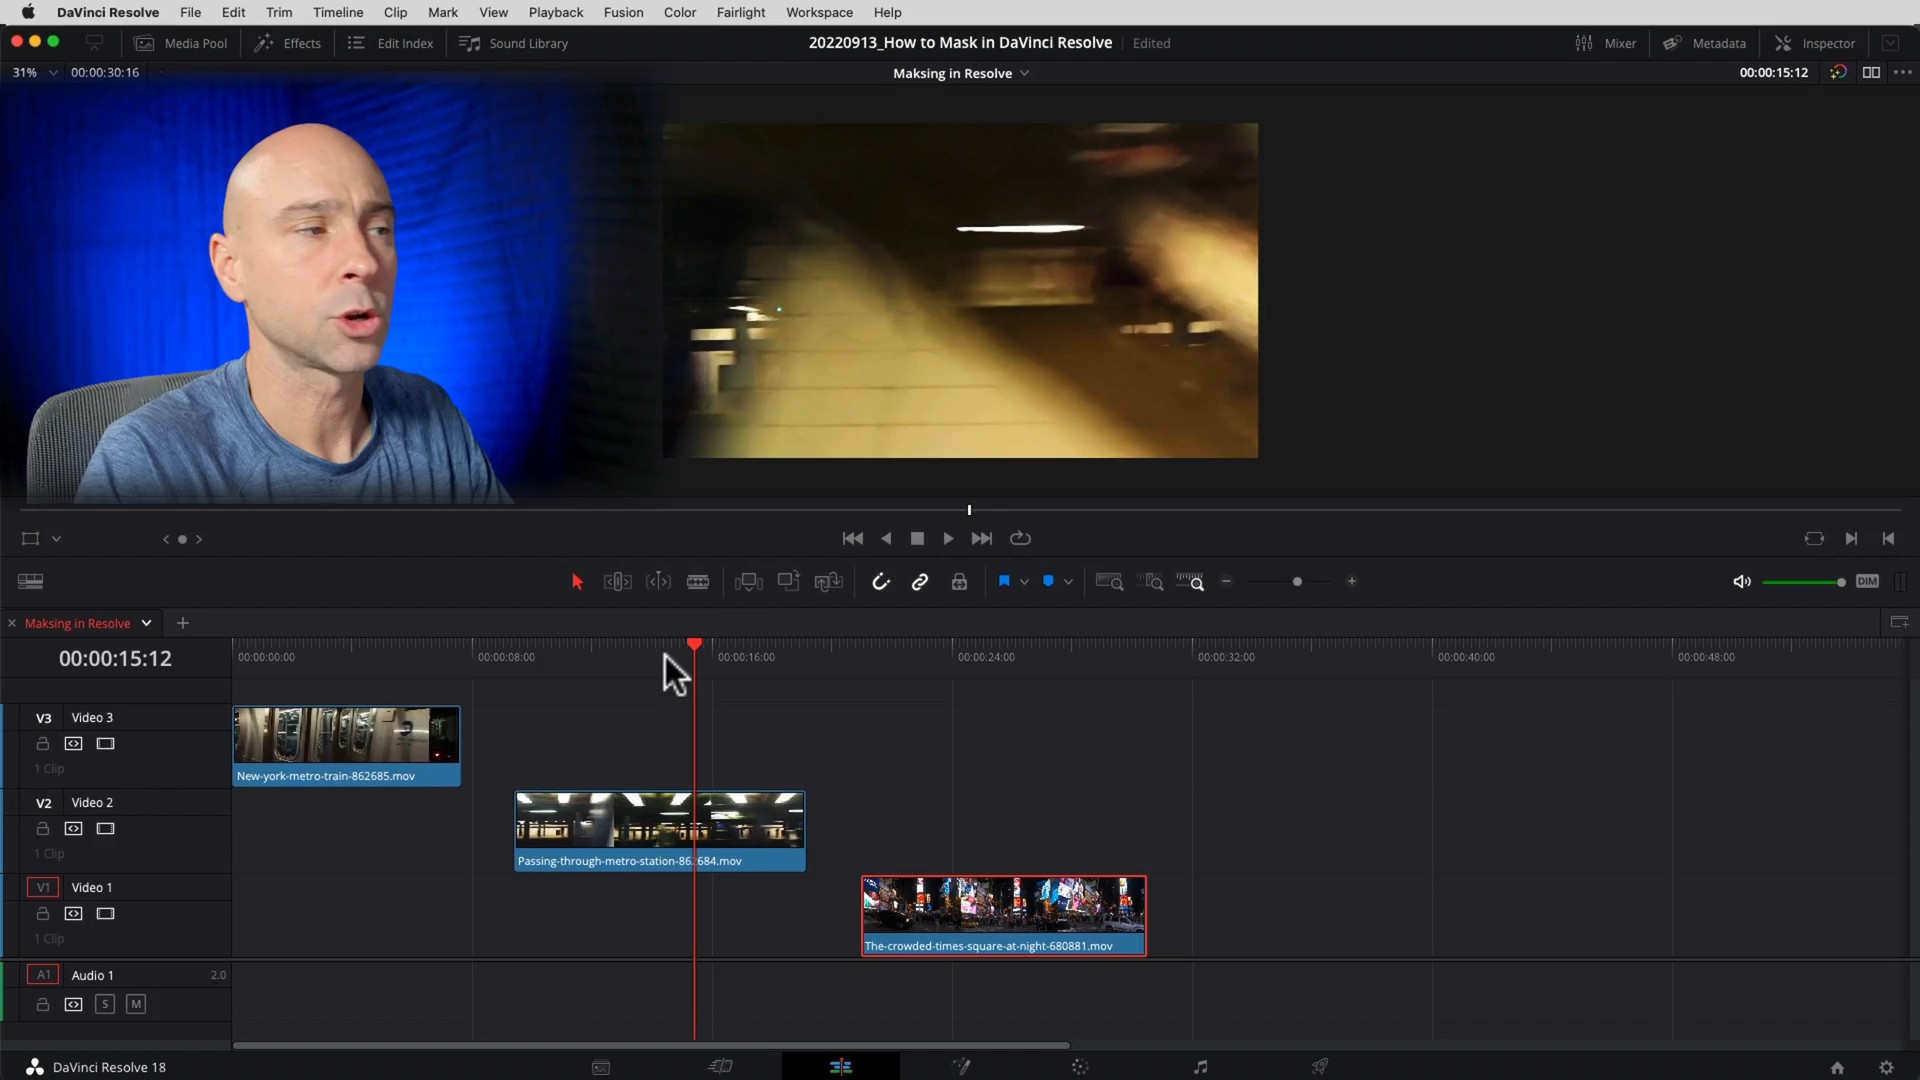 DaVinci Resolve File Edit Trim Timeline Clip Mark View Playback Fusion Color Fairlight Workspace Help
Media Pool Effects Edit Index Sound Library 20220913_How to Mask in DaVinci Resolve Edited Mixer Metadata Inspector
31% 00:00:30:16 Maksing in Resolve 00:00:15:12
DIM
Maksing in Resolve
00:00:15:12 00:00:00:00 00:00:08:00 00:00:16:00 00:00:24:00 00:00:32:00 00:00:40:00 00:00:48:00
V3 Video 3
1 Clip
New-york-metro-train-862685.mov
V2 Video 2
1 Clip
Passing-through-metro-station-862684.mov
V1 Video 1
1 Clip
The-crowded-times-square-at-night-680881.mov
A1 Audio 1 2.0
S M
DaVinci Resolve 18